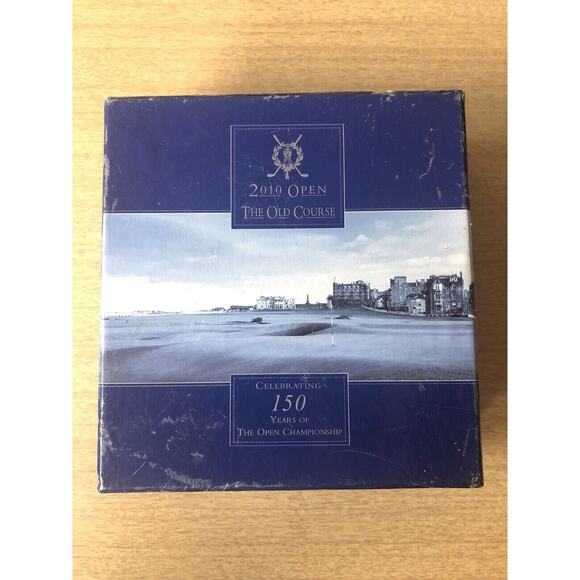 2010 OPEN
THE OLD COURSE
CELEBRATING
150
YEARS OF
THE OPEN CHAMPIONSHIP